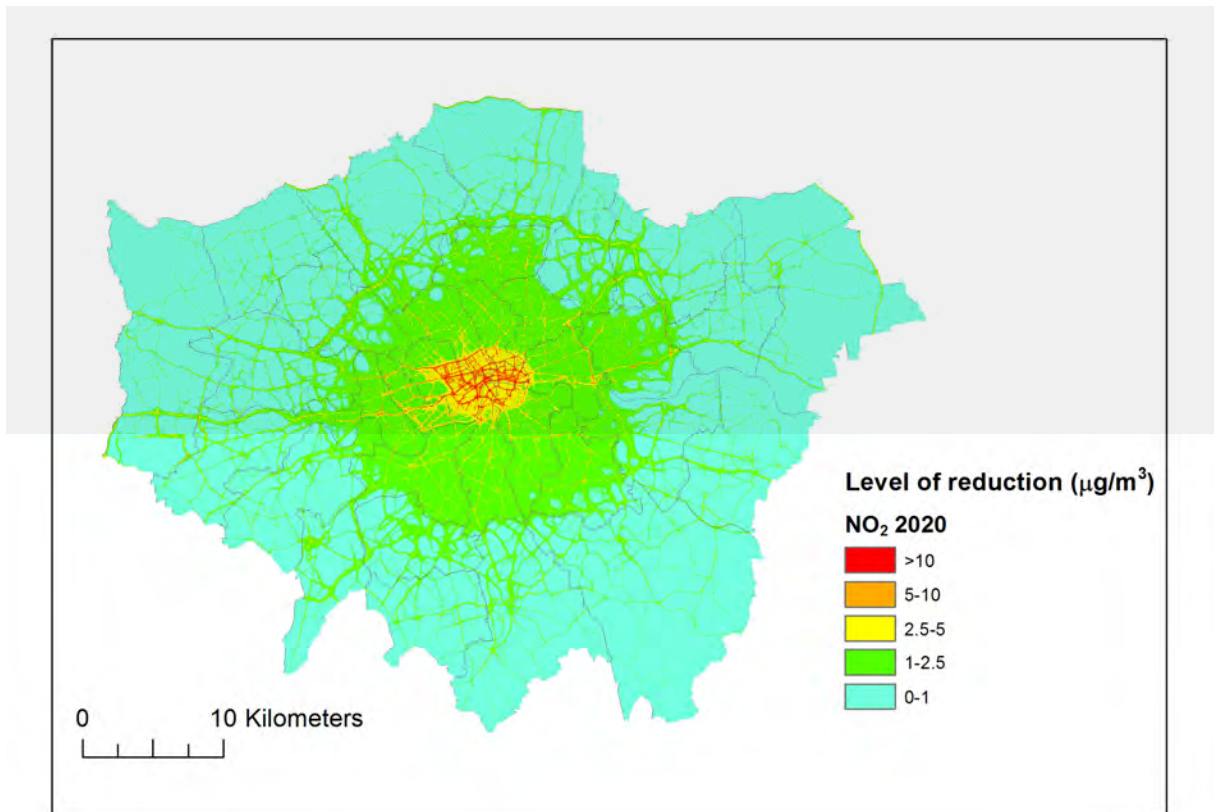 Level of reduction (μg/m³)
NO₂ 2020
>10
5-10
2.5-5
1-2.5
0-1
0 10 Kilometers